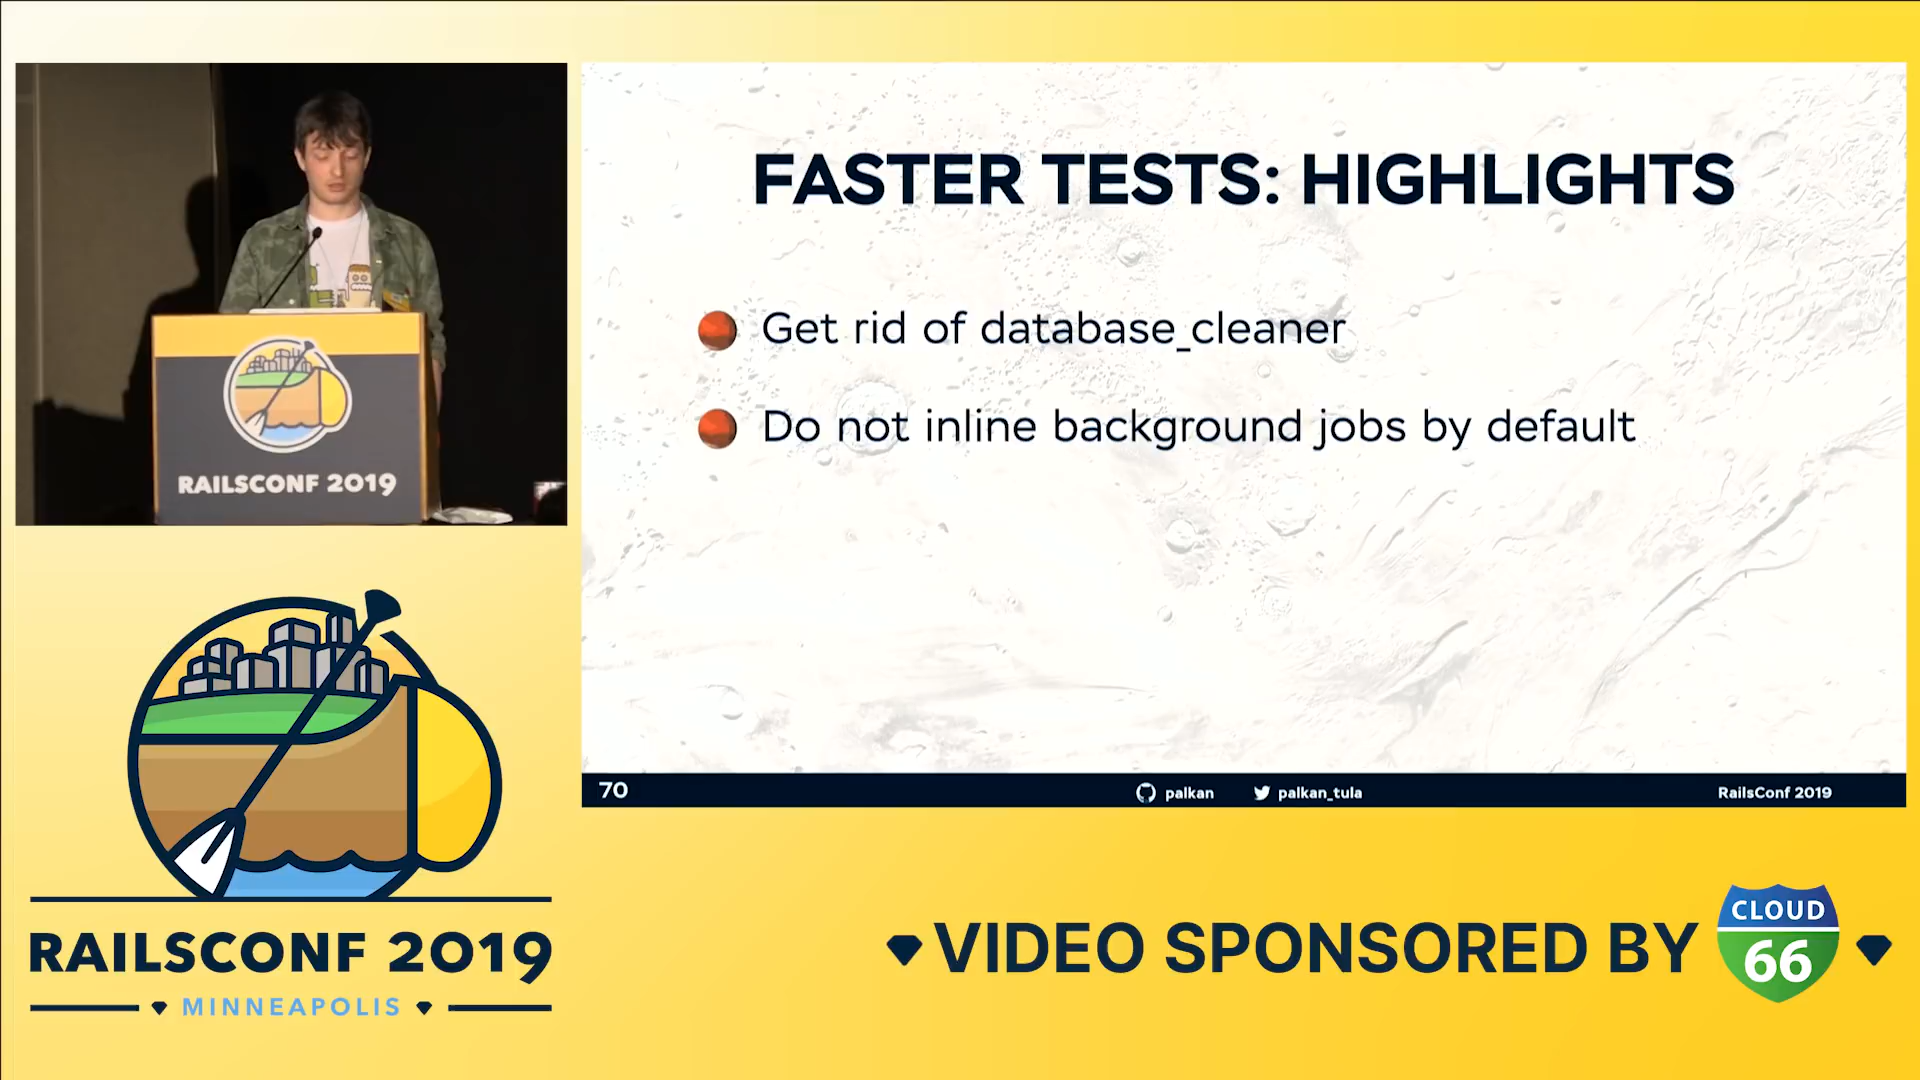 FASTER TESTS: HIGHLIGHTS
Get rid of database_cleaner
Do not inline background jobs by default
70
palkan
palkan_tula
RailsConf 2019
RAILSCONF 2019
RAILSCONF 2019
MINNEAPOLIS
VIDEO SPONSORED BY
CLOUD
66